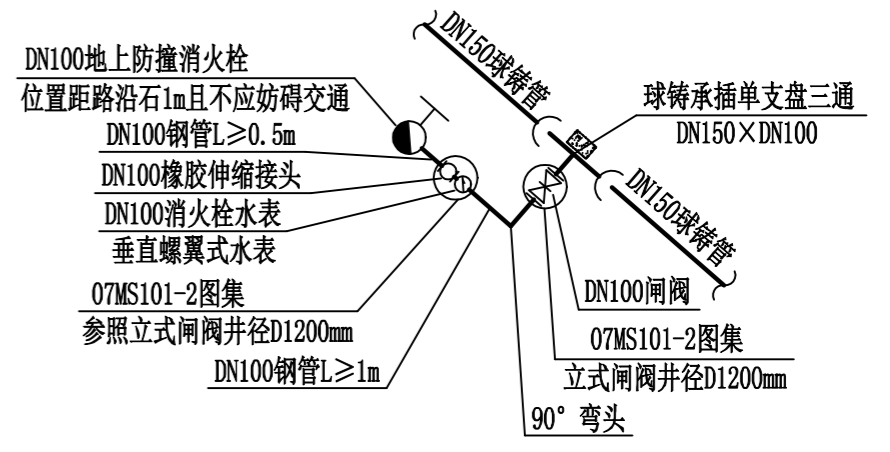 DN150球铸管
DN100地上防撞消火栓
位置距路沿石1m且不应妨碍交通
DN100钢管L≥0.5m
DN100橡胶伸缩接头
DN100消火栓水表
垂直螺翼式水表
07MS101-2图集
参照立式闸阀井径D1200mm
DN100钢管L≥1m
球铸承插单支盘三通
DN150×DN100
DN150球铸管
DN100闸阀
07MS101-2图集
立式闸阀井径D1200mm
90°弯头